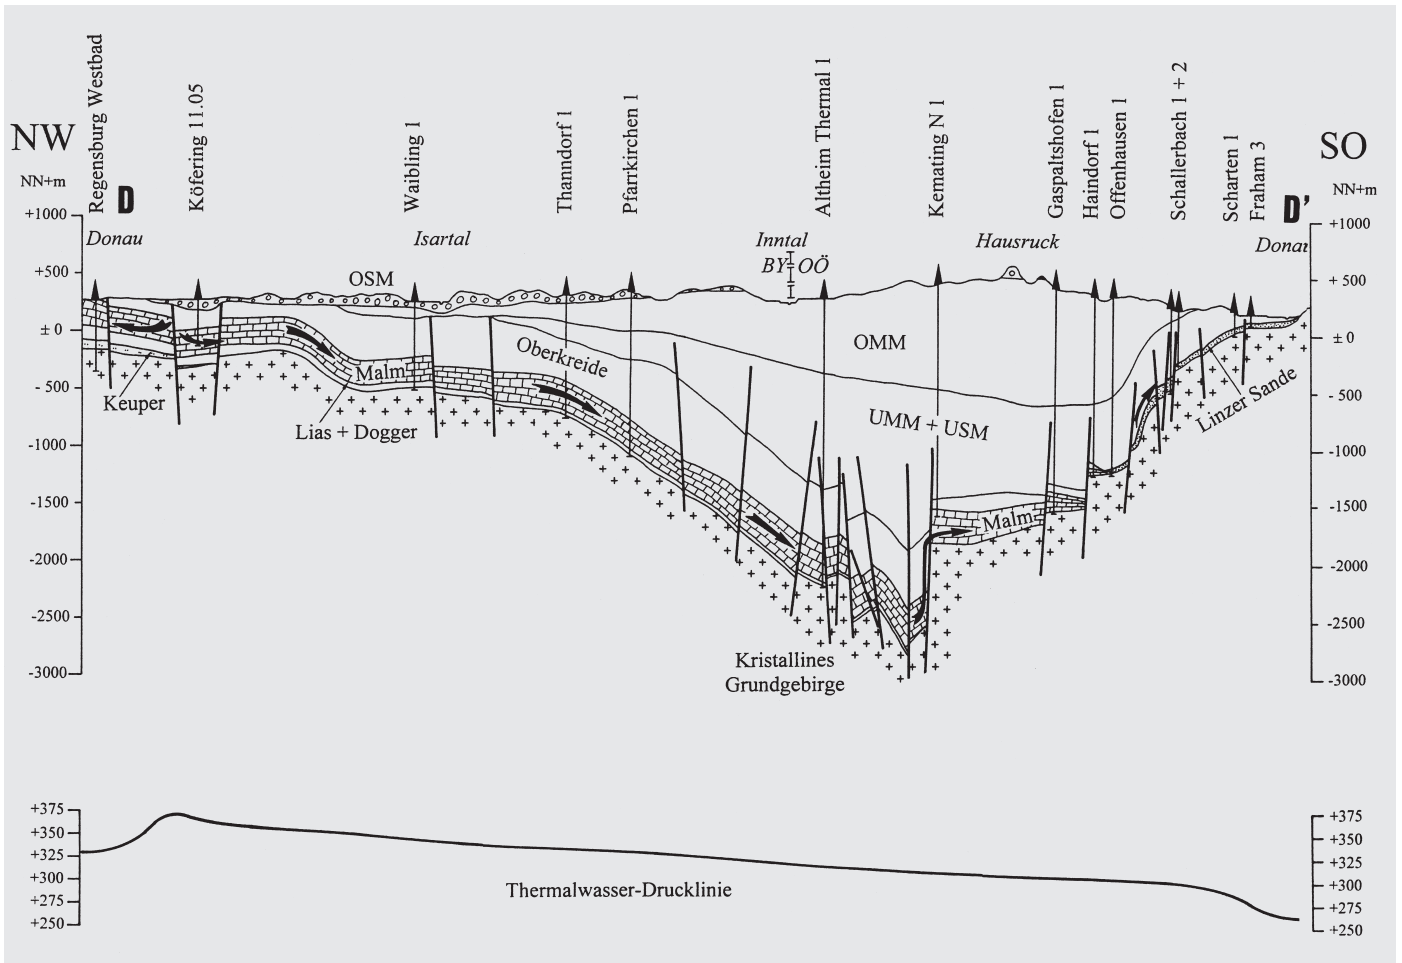 Regensburg Westbad
Köfering 11.05
Waibling 1
Thanndorf 1
Pfarrkirchen 1
Altheim Thermal 1
Kemating N 1
Gaspaltshofen 1
Haindorf 1
Offenhausen 1
Schallerbach 1 + 2
Scharten 1
Fraham 3
NW
SO
NN+m
NN+m
D
D'
+1000
+500
± 0
- 500
-1000
-1500
-2000
-2500
-3000
+1000
+ 500
± 0
- 500
-1000
-1500
-2000
-2500
-3000
Donau
Isartal
Inntal
Hausruck
Donau
BY OÖ
OSM
OMM
Oberkreide
Malm
Keuper
Lias + Dogger
UMM + USM
Linzer Sande
Malm
Kristallines
Grundgebirge
+375
+350
+325
+300
+275
+250
+375
+350
+325
+300
+275
+250
Thermalwasser-Drucklinie